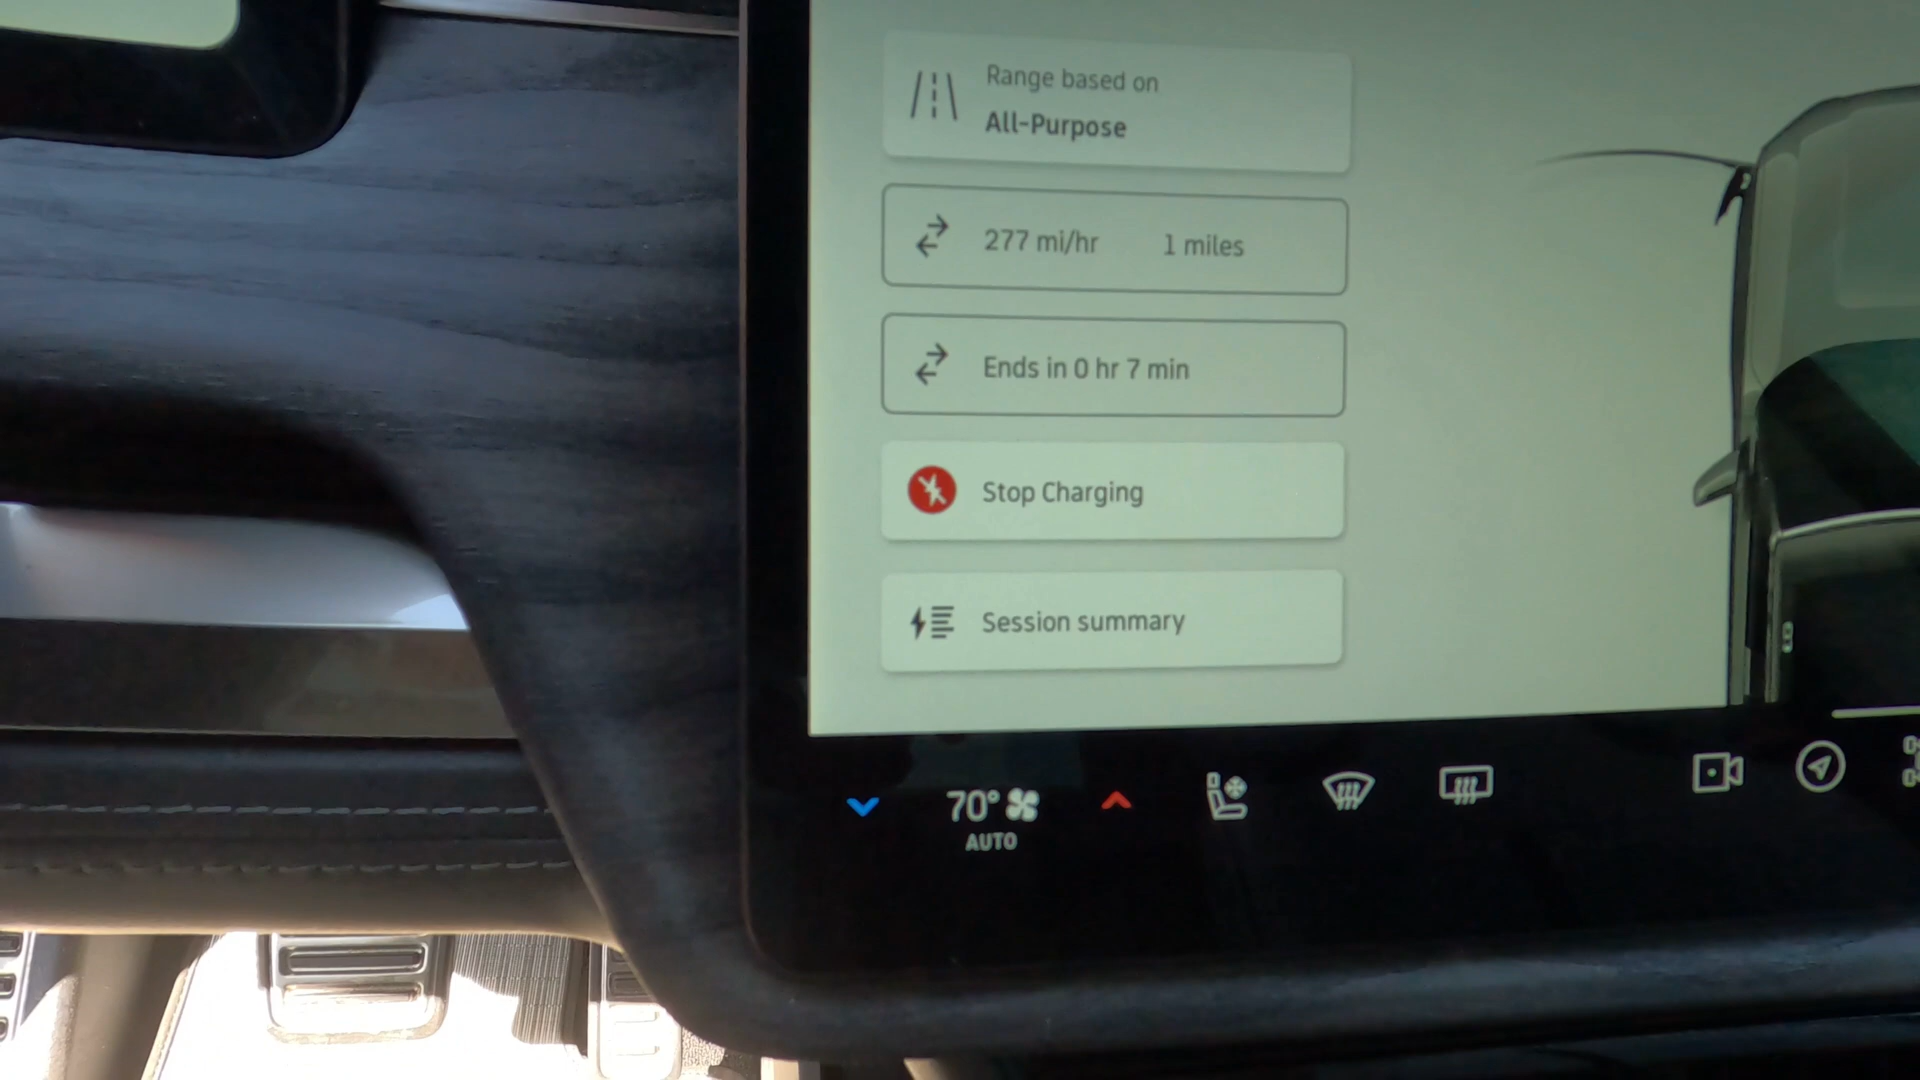 Range based on
All-Purpose
277 mi/hr 1 miles
Ends in 0 hr 7 min
Stop Charging
Session summary
70°
AUTO